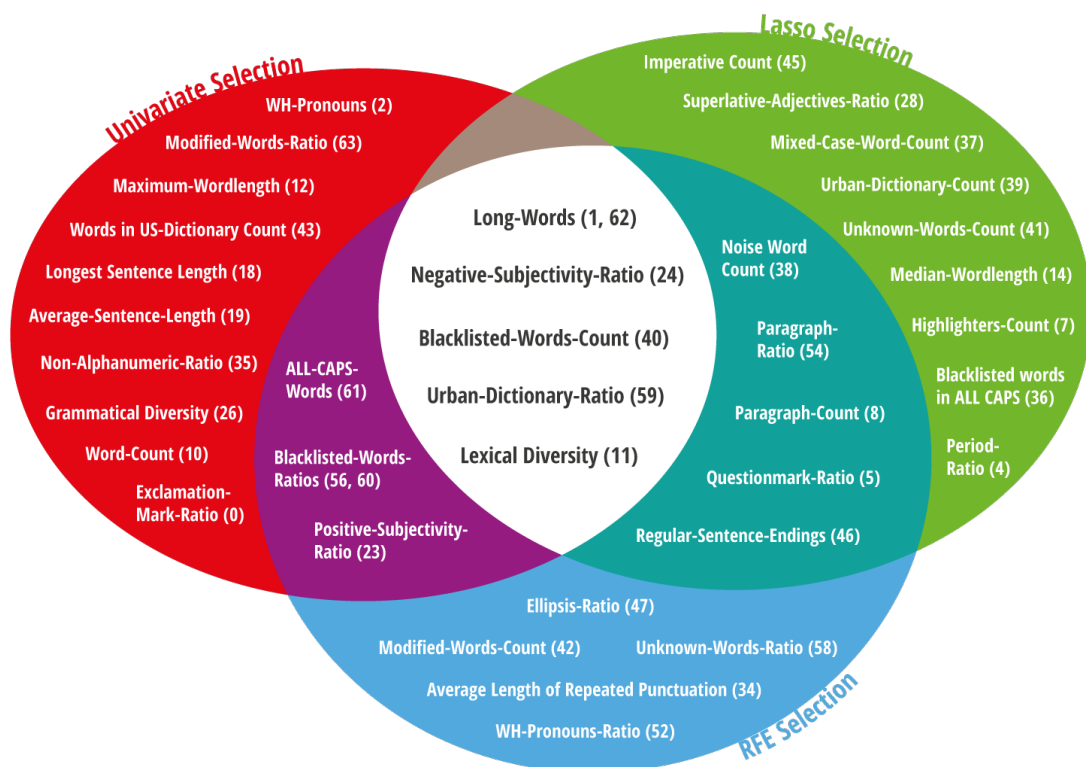 Univariate Selection
WH-Pronouns (2)
Modified-Words-Ratio (63)
Maximum-Wordlength (12)
Words in US-Dictionary Count (43)
Longest Sentence Length (18)
Average-Sentence-Length (19)
Non-Alphanumeric-Ratio (35)
Grammatical Diversity (26)
Word-Count (10)
Exclamation-
Mark-Ratio (0)
ALL-CAPS-
Words (61)
Blacklisted-Words-
Ratios (56, 60)
Positive-Subjectivity-
Ratio (23)
Long-Words (1, 62)
Negative-Subjectivity-Ratio (24)
Blacklisted-Words-Count (40)
Urban-Dictionary-Ratio (59)
Lexical Diversity (11)
Lasso Selection
Imperative Count (45)
Superlative-Adjectives-Ratio (28)
Mixed-Case-Word-Count (37)
Urban-Dictionary-Count (39)
Unknown-Words-Count (41)
Median-Wordlength (14)
Highlighters-Count (7)
Blacklisted words
in ALL CAPS (36)
Period-
Ratio (4)
Noise Word
Count (38)
Paragraph-
Ratio (54)
Paragraph-Count (8)
Questionmark-Ratio (5)
Regular-Sentence-Endings (46)
Ellipsis-Ratio (47)
Modified-Words-Count (42)
Unknown-Words-Ratio (58)
Average Length of Repeated Punctuation (34)
WH-Pronouns-Ratio (52)
RFE Selection